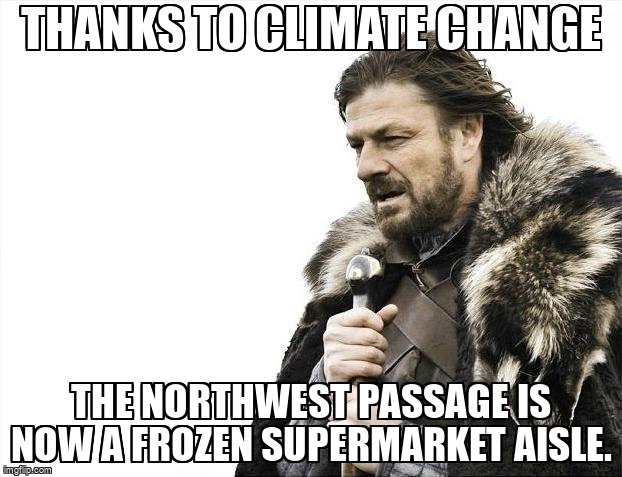 THANKS TO CLIMATE CHANGE
THE NORTHWEST PASSAGE IS
NOW A FROZEN SUPERMARKET AISLE.
imgflip.com